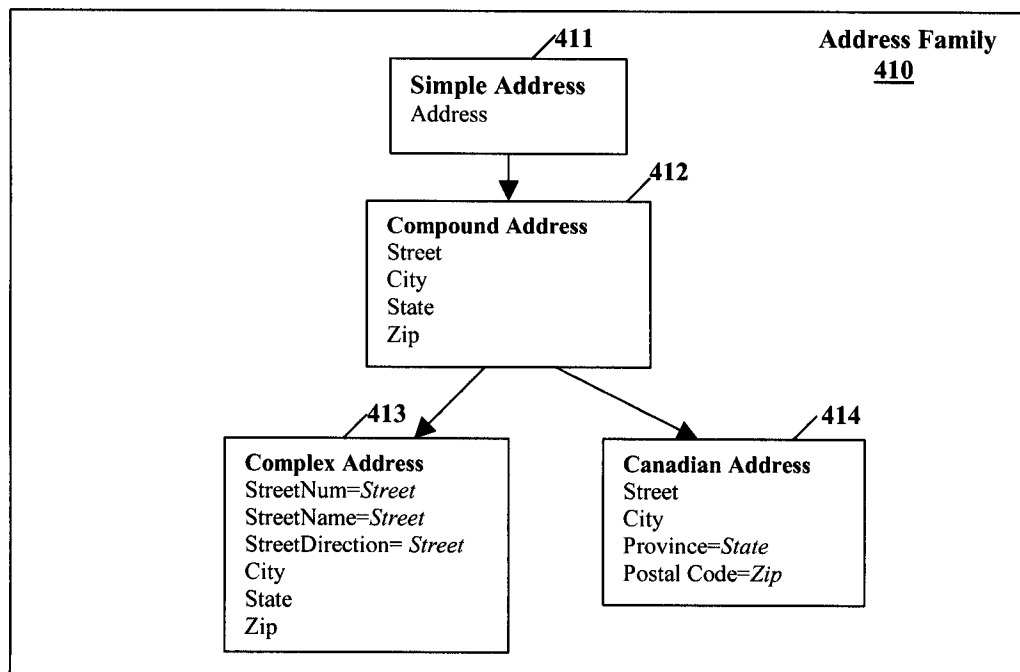 411
Address Family
410
Simple Address
Address
412
Compound Address
Street
City
State
Zip
413
Complex Address
StreetNum=Street
StreetName=Street
StreetDirection= Street
City
State
Zip
414
Canadian Address
Street
City
Province=State
Postal Code=Zip